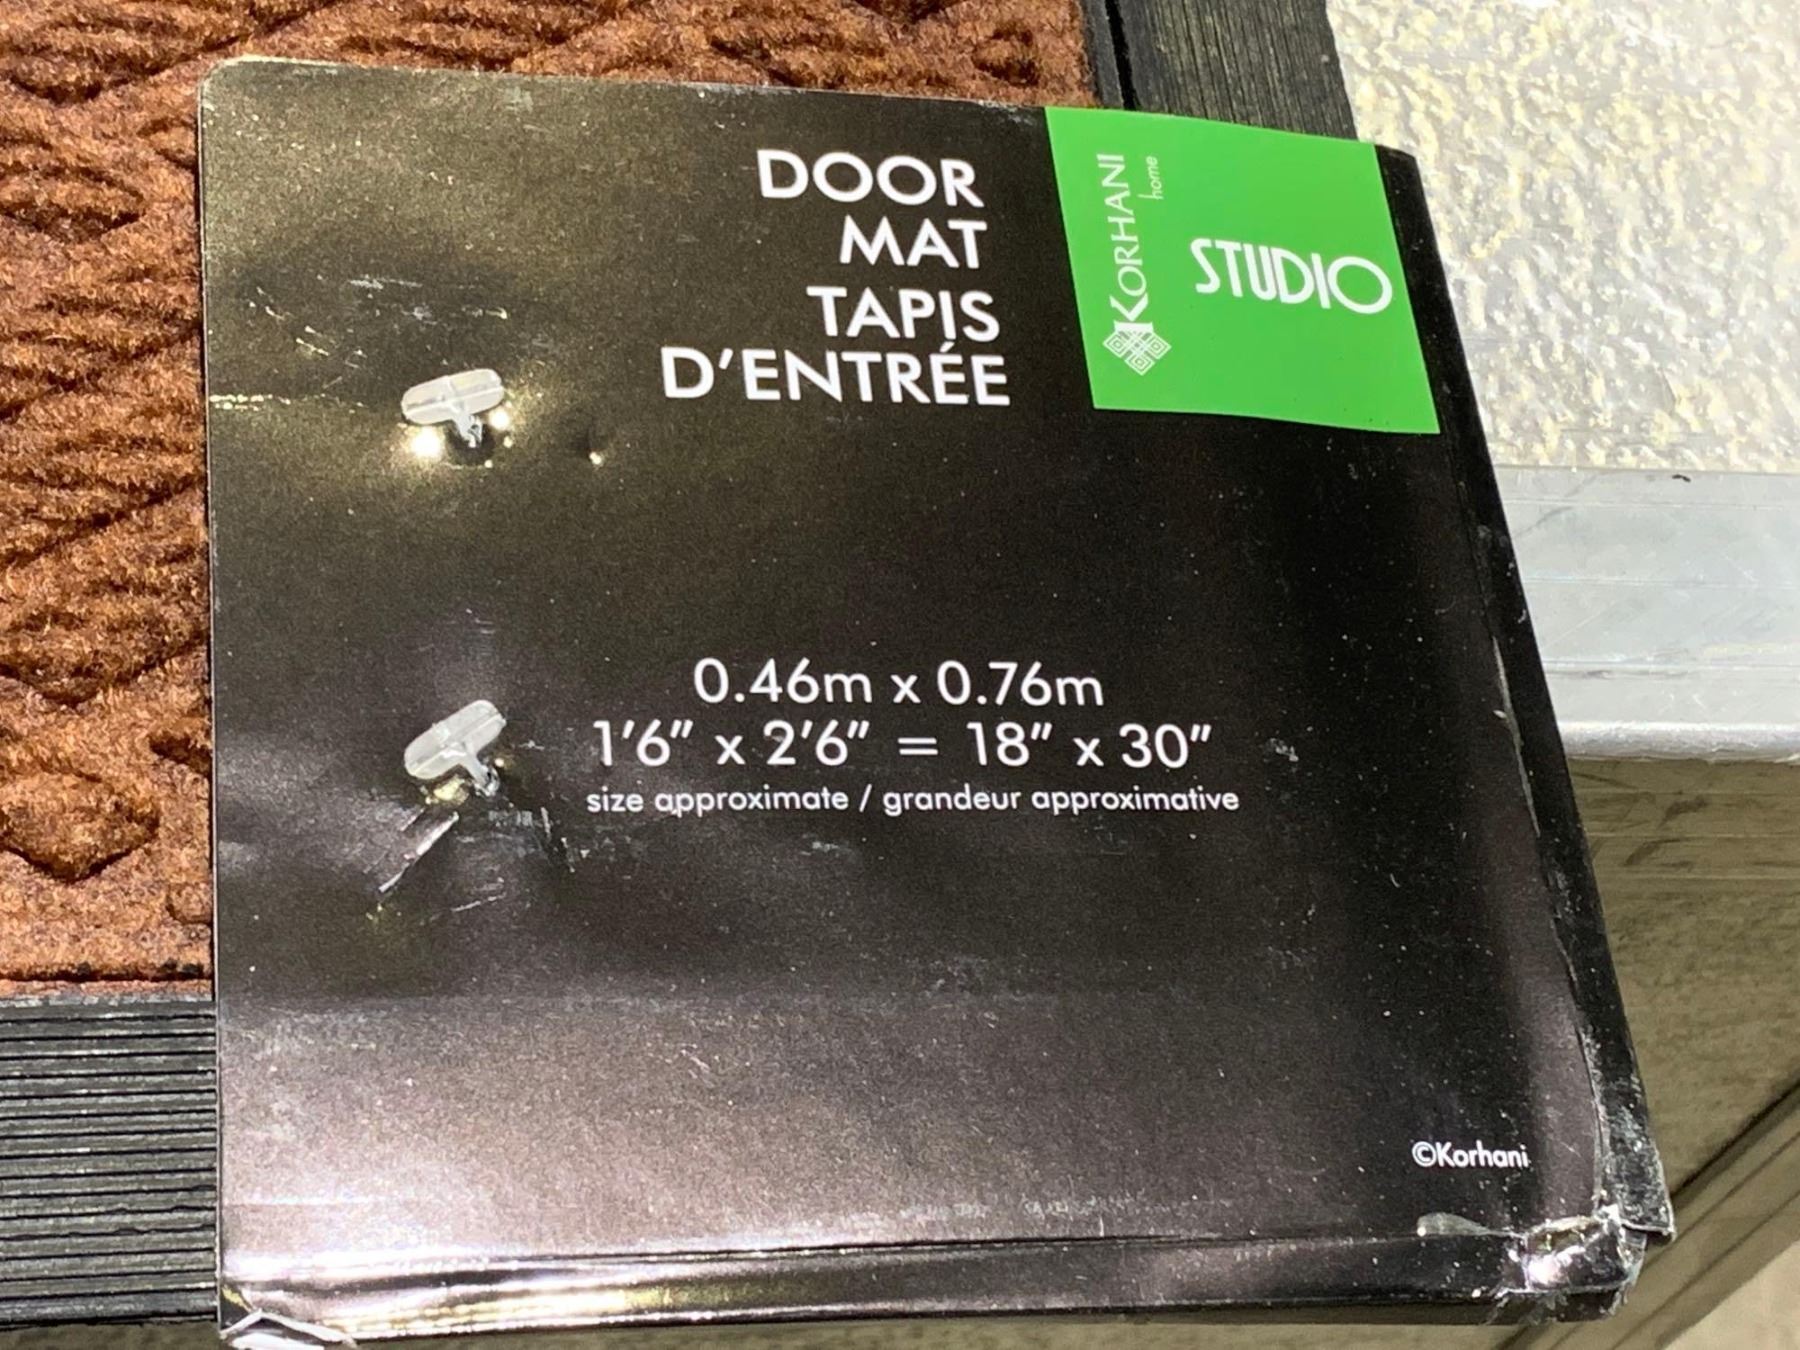 DOOR
MAT
TAPIS
D'ENTRÉE
KORHANI
home
STUDIO
0.46m x 0.76m
1'6" x 2'6" = 18" x 30"
size approximate / grandeur approximative
©Korhani